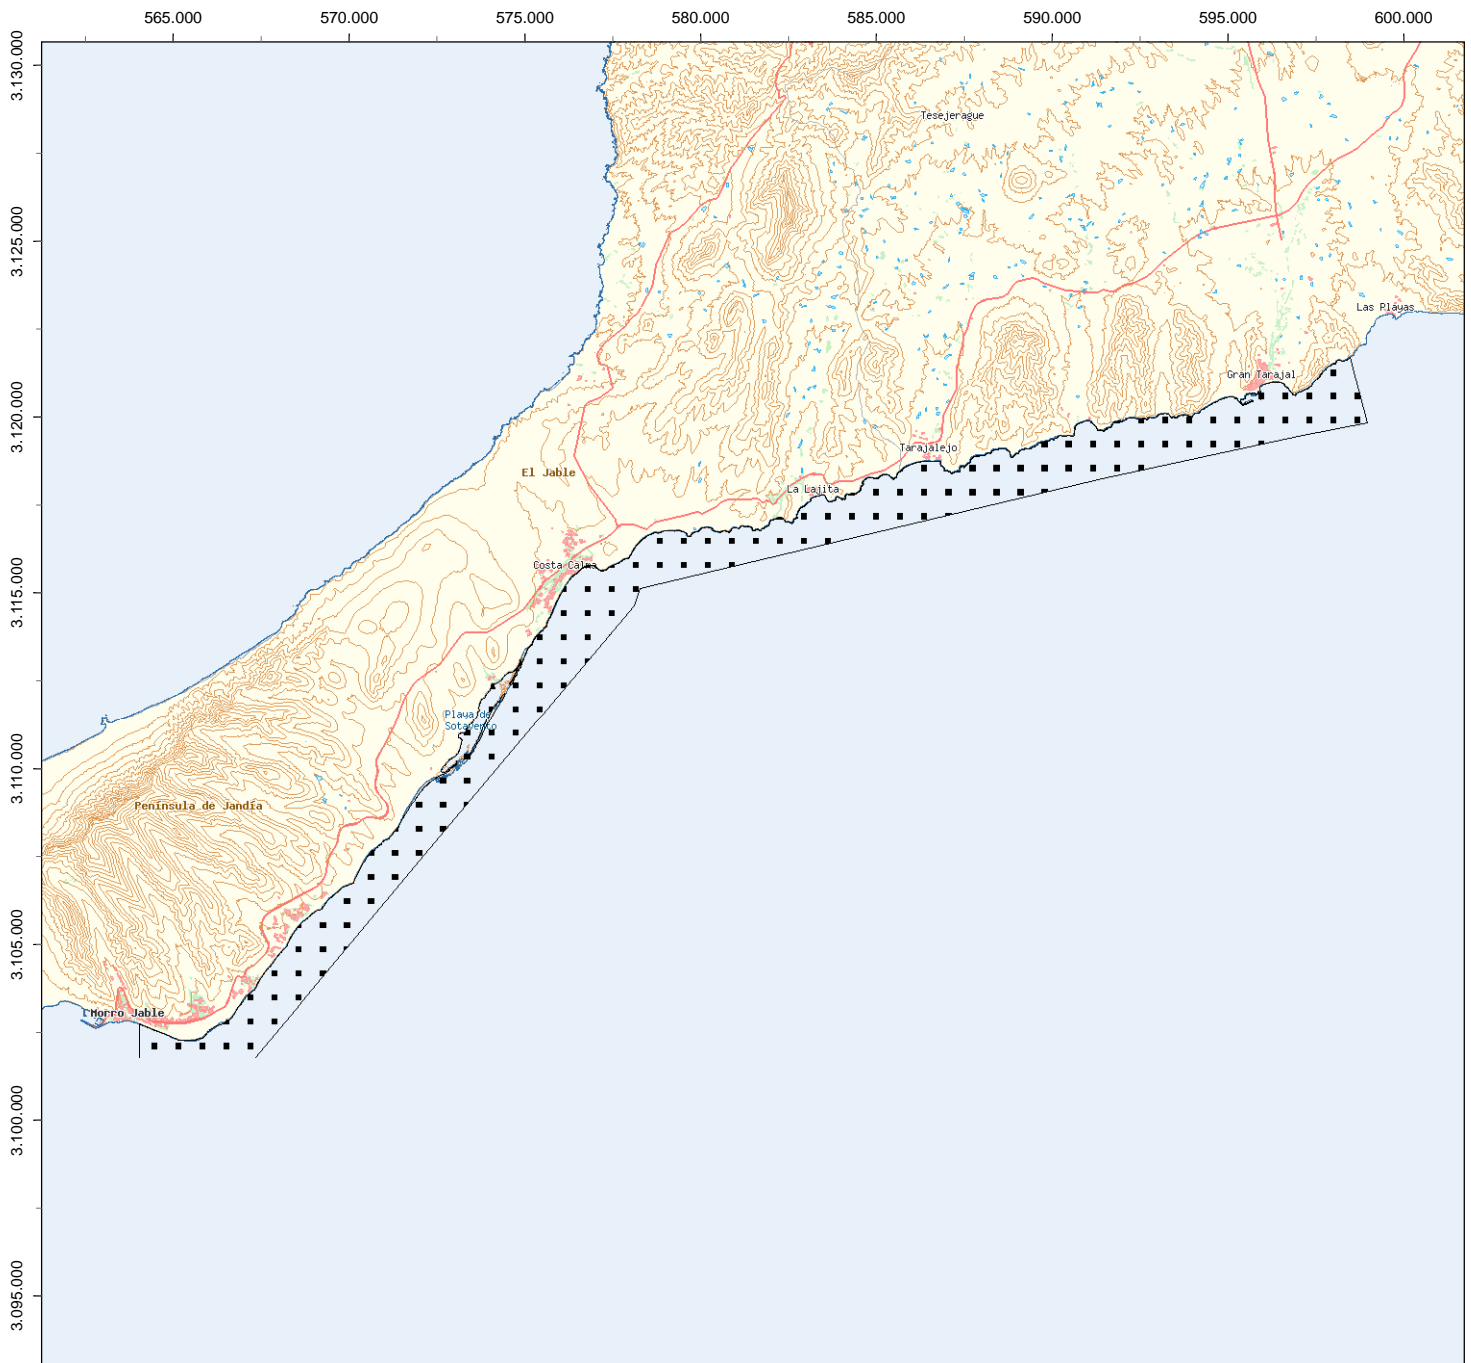 565.000 570.000 575.000 580.000 585.000 590.000 595.000 600.000
3.130.000
Tesejerague
3.125.000
Las Playas
Gran Tarajal
3.120.000
Tarajalejo
El Jable
La Lajita
Costa Calma
3.115.000
Playa de
Sotavento
3.110.000
Península de Jandía
3.105.000
Morro Jable
3.100.000
3.095.000